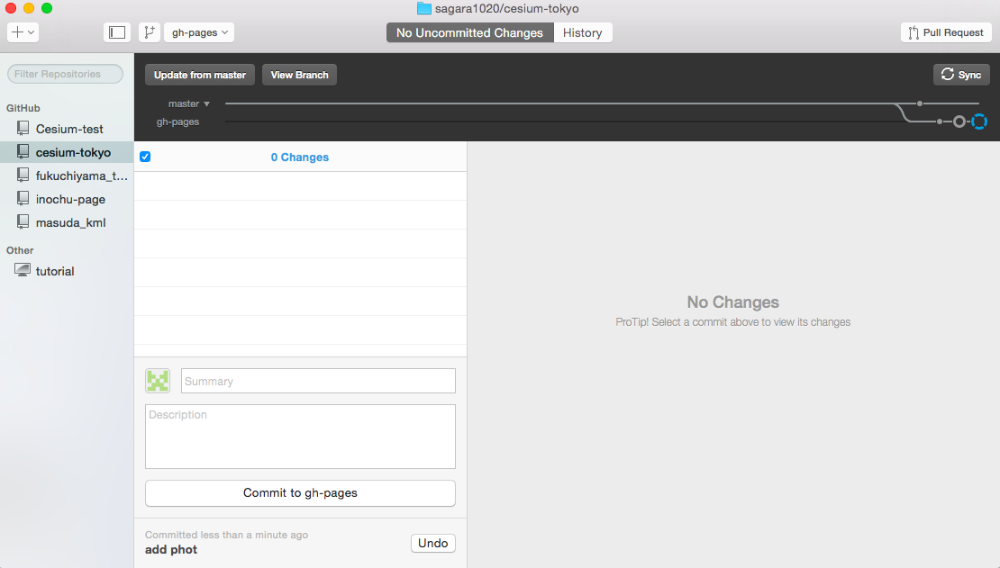 sagara1020/cesium-tokyo
gh-pages
No Uncommitted Changes
History
Pull Request
Filter Repositories
GitHub
Cesium-test
cesium-tokyo
fukuchiyama_t...
inochu-page
masuda_kml
Other
tutorial
Update from master
View Branch
Sync
master
gh-pages
0 Changes
No Changes
ProTip! Select a commit above to view its changes
Summary
Description
Commit to gh-pages
Committed less than a minute ago
add phot
Undo